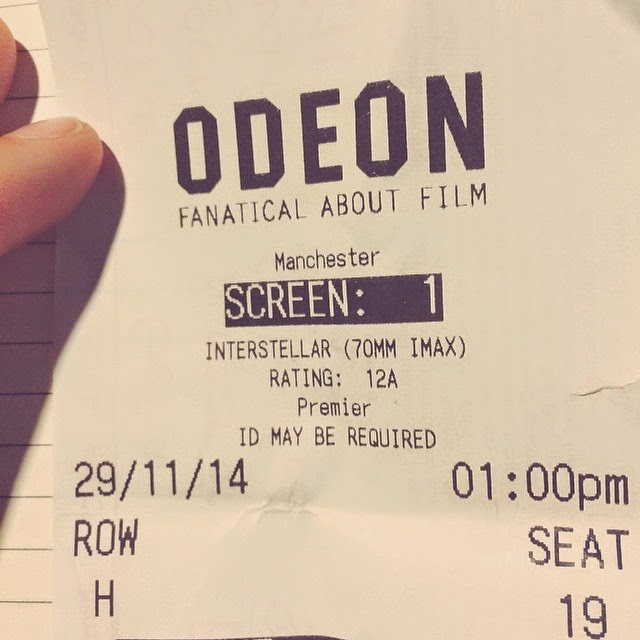 ODEON
FANATICAL ABOUT FILM
Manchester
SCREEN: 1
INTERSTELLAR (70MM IMAX)
RATING: 12A
Premier
ID MAY BE REQUIRED
29/11/14 01:00pm
ROW SEAT
H 19